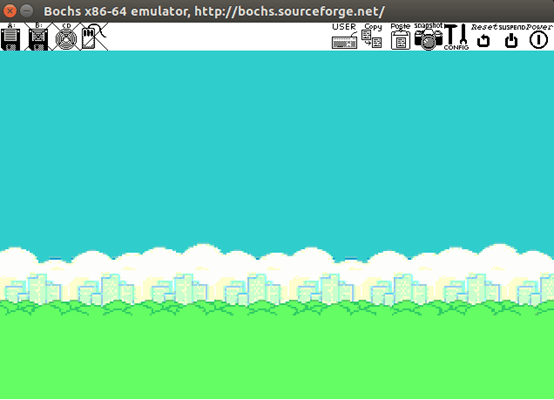 Bochs x86-64 emulator, http://bochs.sourceforge.net/
A: B: CD USER Copy Paste snapshot Reset SUSPEND Power
CONFIG